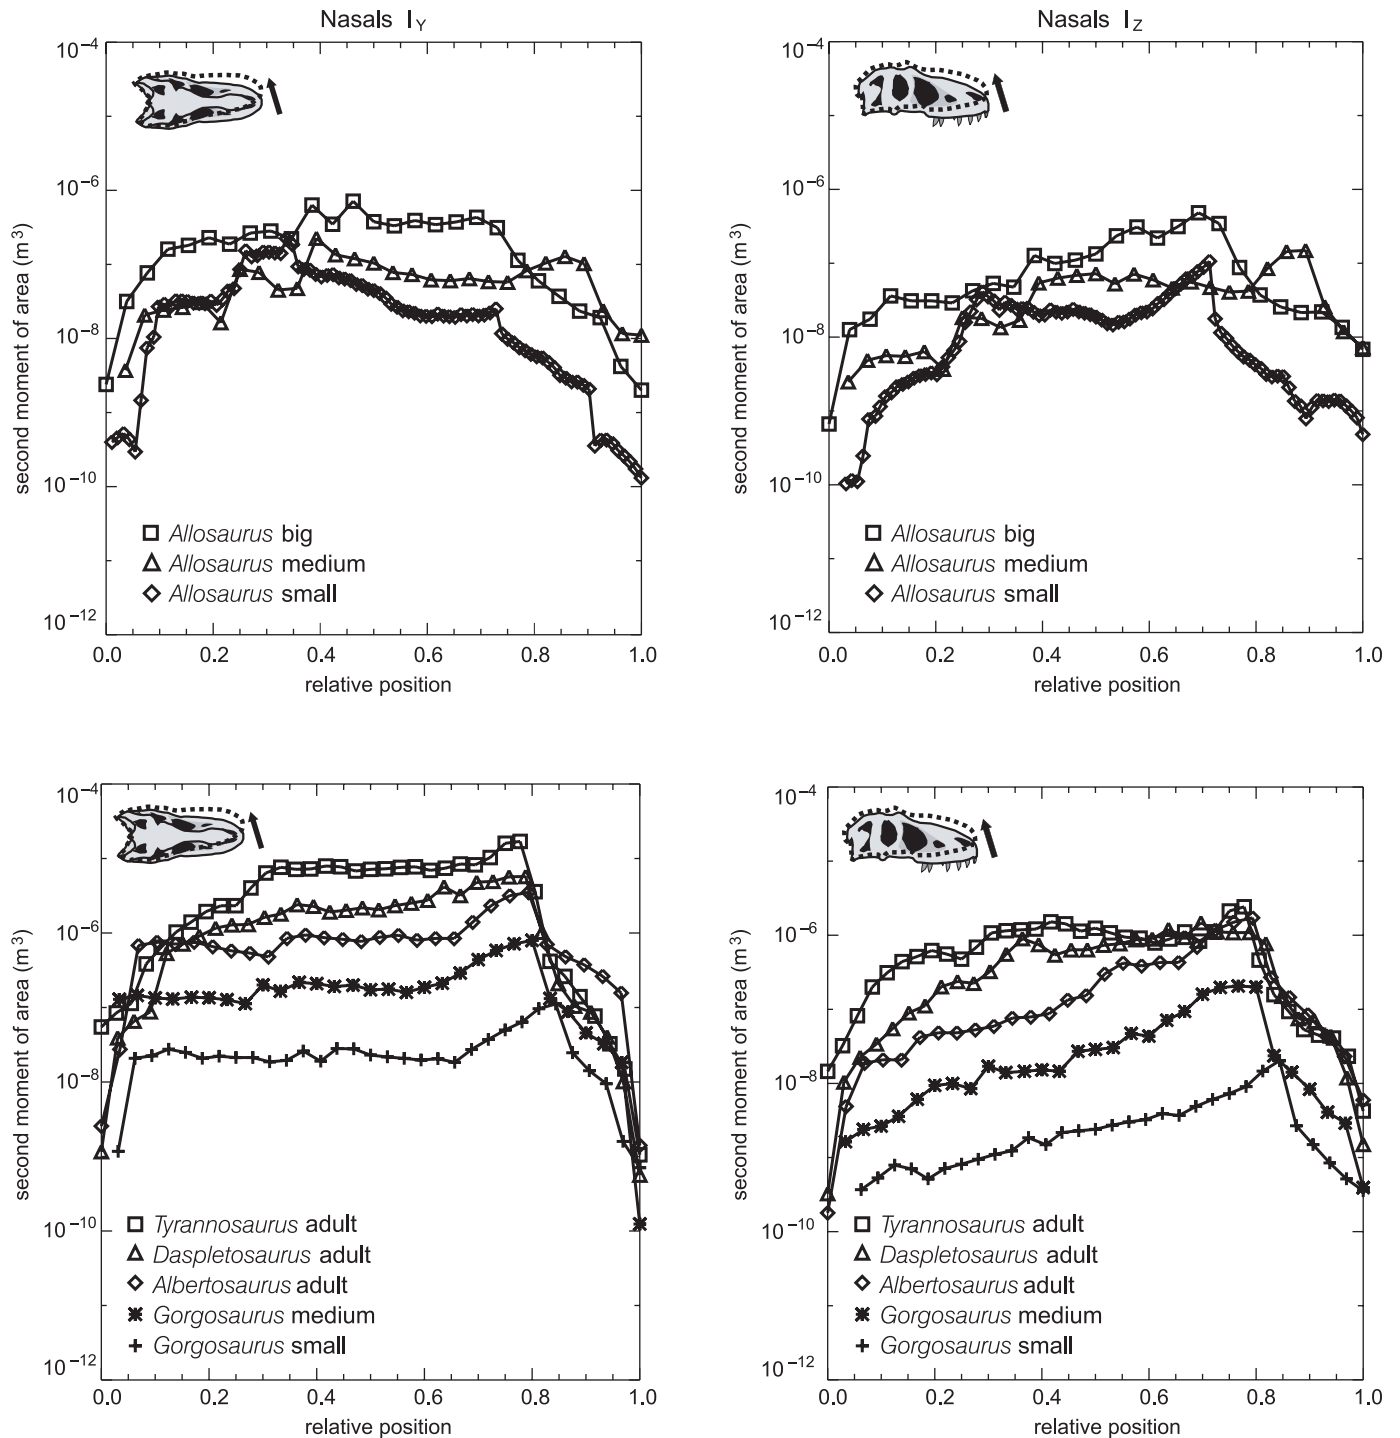 Nasals I_Y
Nasals I_Z
second moment of area (m³)
10⁻⁴
10⁻⁶
10⁻⁸
10⁻¹⁰
10⁻¹²
Allosaurus big
Allosaurus medium
Allosaurus small
0.0 0.2 0.4 0.6 0.8 1.0
relative position
second moment of area (m³)
10⁻⁴
10⁻⁶
10⁻⁸
10⁻¹⁰
10⁻¹²
Allosaurus big
Allosaurus medium
Allosaurus small
0.0 0.2 0.4 0.6 0.8 1.0
relative position
second moment of area (m³)
10⁻⁴
10⁻⁶
10⁻⁸
10⁻¹⁰
10⁻¹²
Tyrannosaurus adult
Daspletosaurus adult
Albertosaurus adult
Gorgosaurus medium
Gorgosaurus small
0.0 0.2 0.4 0.6 0.8 1.0
relative position
second moment of area (m³)
10⁻⁴
10⁻⁶
10⁻⁸
10⁻¹⁰
10⁻¹²
Tyrannosaurus adult
Daspletosaurus adult
Albertosaurus adult
Gorgosaurus medium
Gorgosaurus small
0.0 0.2 0.4 0.6 0.8 1.0
relative position